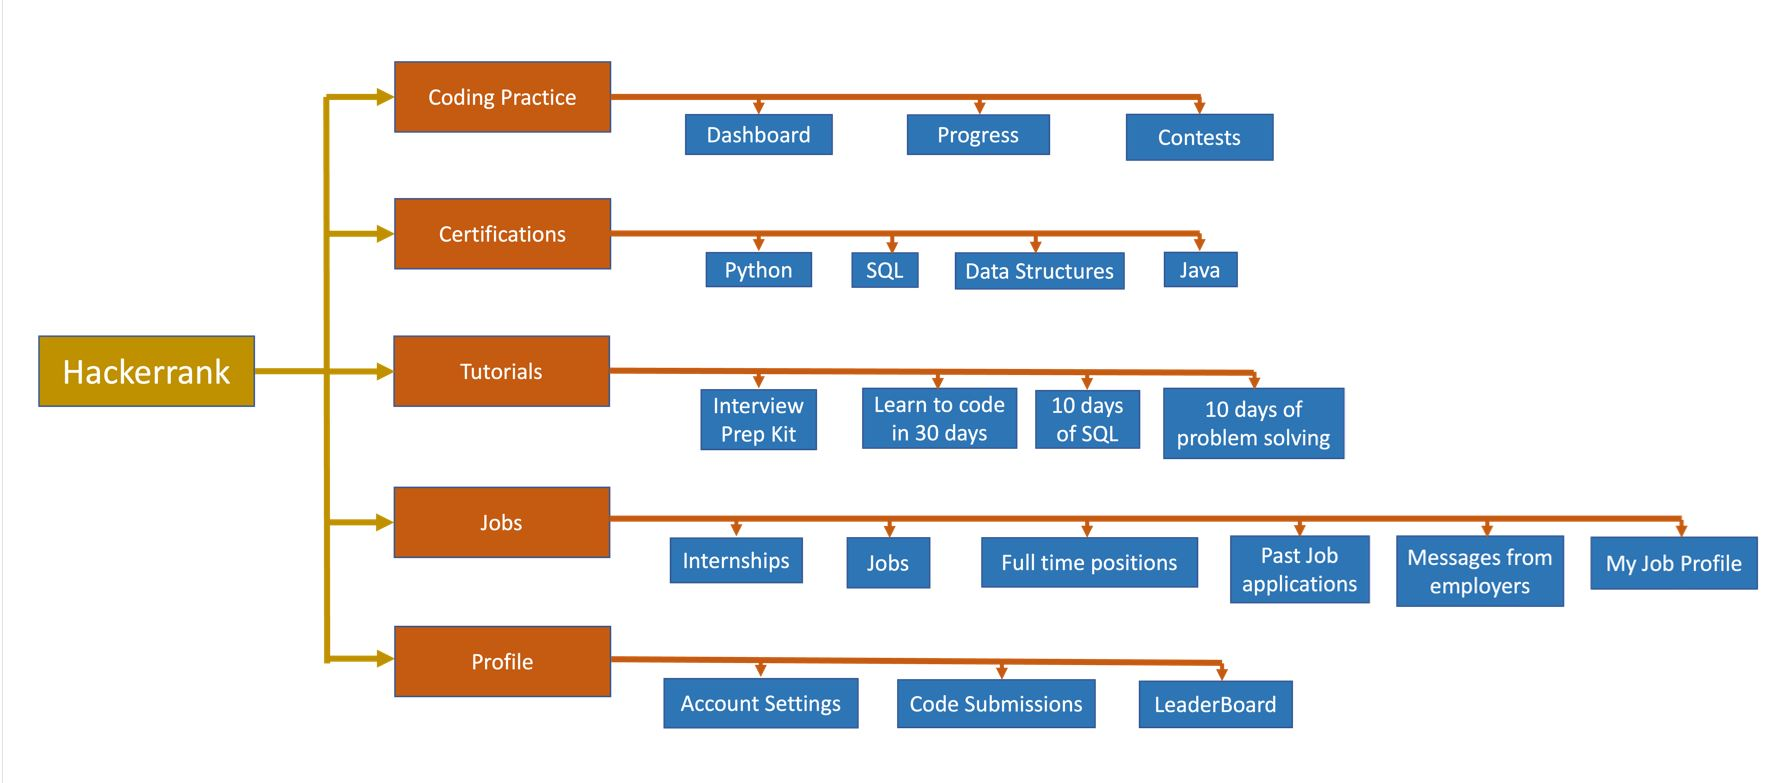 Coding Practice
Dashboard
Progress
Contests
Certifications
Python
SQL
Data Structures
Java
Hackerrank
Tutorials
Interview
Prep Kit
Learn to code
in 30 days
10 days
of SQL
10 days of
problem solving
Jobs
Internships
Jobs
Full time positions
Past Job
applications
Messages from
employers
My Job Profile
Profile
Account Settings
Code Submissions
LeaderBoard